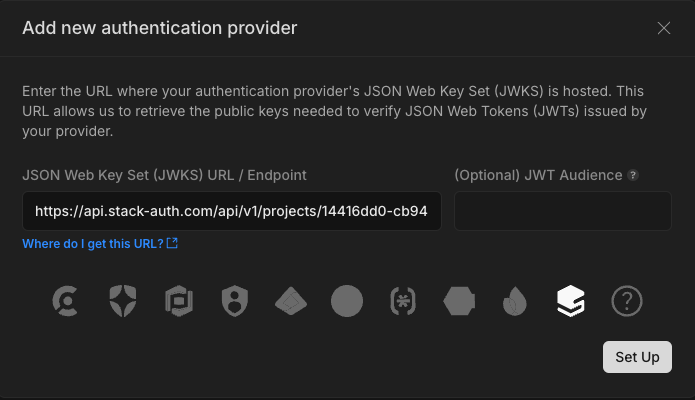 Add new authentication provider
Enter the URL where your authentication provider's JSON Web Key Set (JWKS) is hosted. This
URL allows us to retrieve the public keys needed to verify JSON Web Tokens (JWTs) issued by
your provider.
JSON Web Key Set (JWKS) URL / Endpoint
(Optional) JWT Audience ?
https://api.stack-auth.com/api/v1/projects/14416dd0-cb94
Where do I get this URL?
Set Up